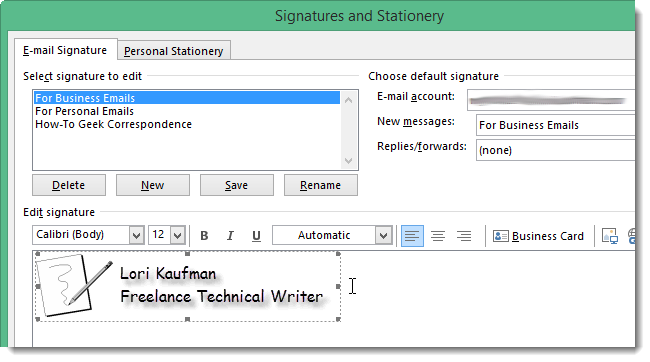 Signatures and Stationery
E-mail Signature
Personal Stationery
Select signature to edit
For Business Emails
For Personal Emails
How-To Geek Correspondence
Delete
New
Save
Rename
Choose default signature
E-mail account:
New messages:
For Business Emails
Replies/forwards:
(none)
Edit signature
Calibri (Body)
12
B
I
U
Automatic
Business Card
Lori Kaufman
Freelance Technical Writer